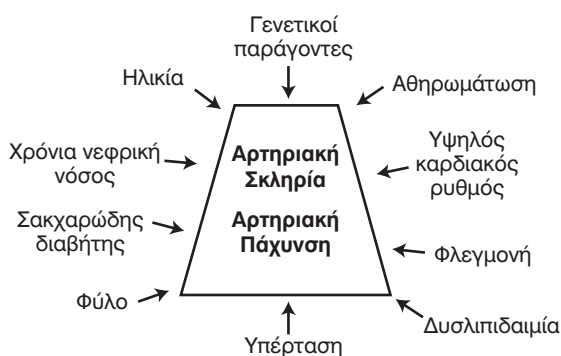 Γενετικοί
παράγοντες
Ηλικία
Αθηρωμάτωση
Χρόνια νεφρική
νόσος
Αρτηριακή
Σκληρία
Υψηλός
καρδιακός
ρυθμός
Σακχαρώδης
διαβήτης
Αρτηριακή
Πάχυνση
Φλεγμονή
Φύλο
Υπέρταση
Δυσλιπιδαιμία